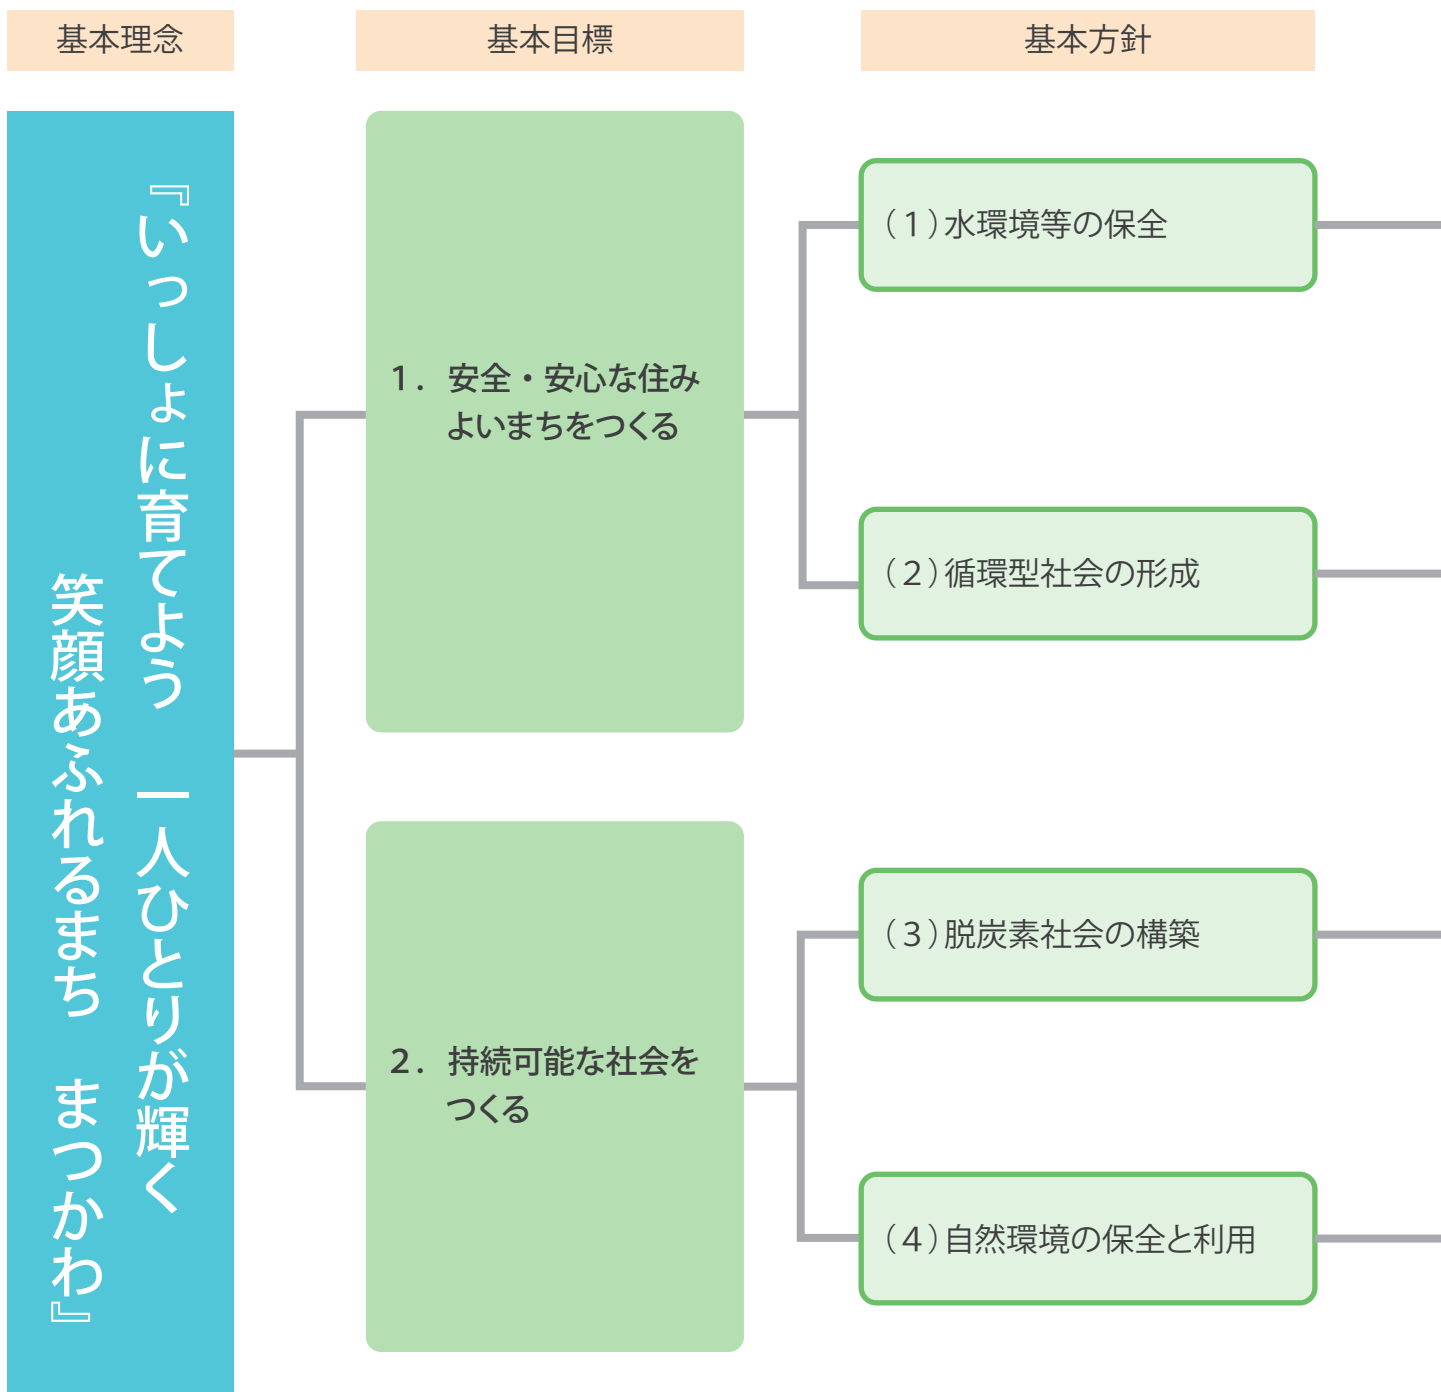 基本理念
基本目標
基本方針
『いっしょに育てよう　一人ひとりが輝く
笑顔あふれるまち　まつかわ』
1．安全・安心な住み
よいまちをつくる
（1）水環境等の保全
（2）循環型社会の形成
2．持続可能な社会を
つくる
（3）脱炭素社会の構築
（4）自然環境の保全と利用